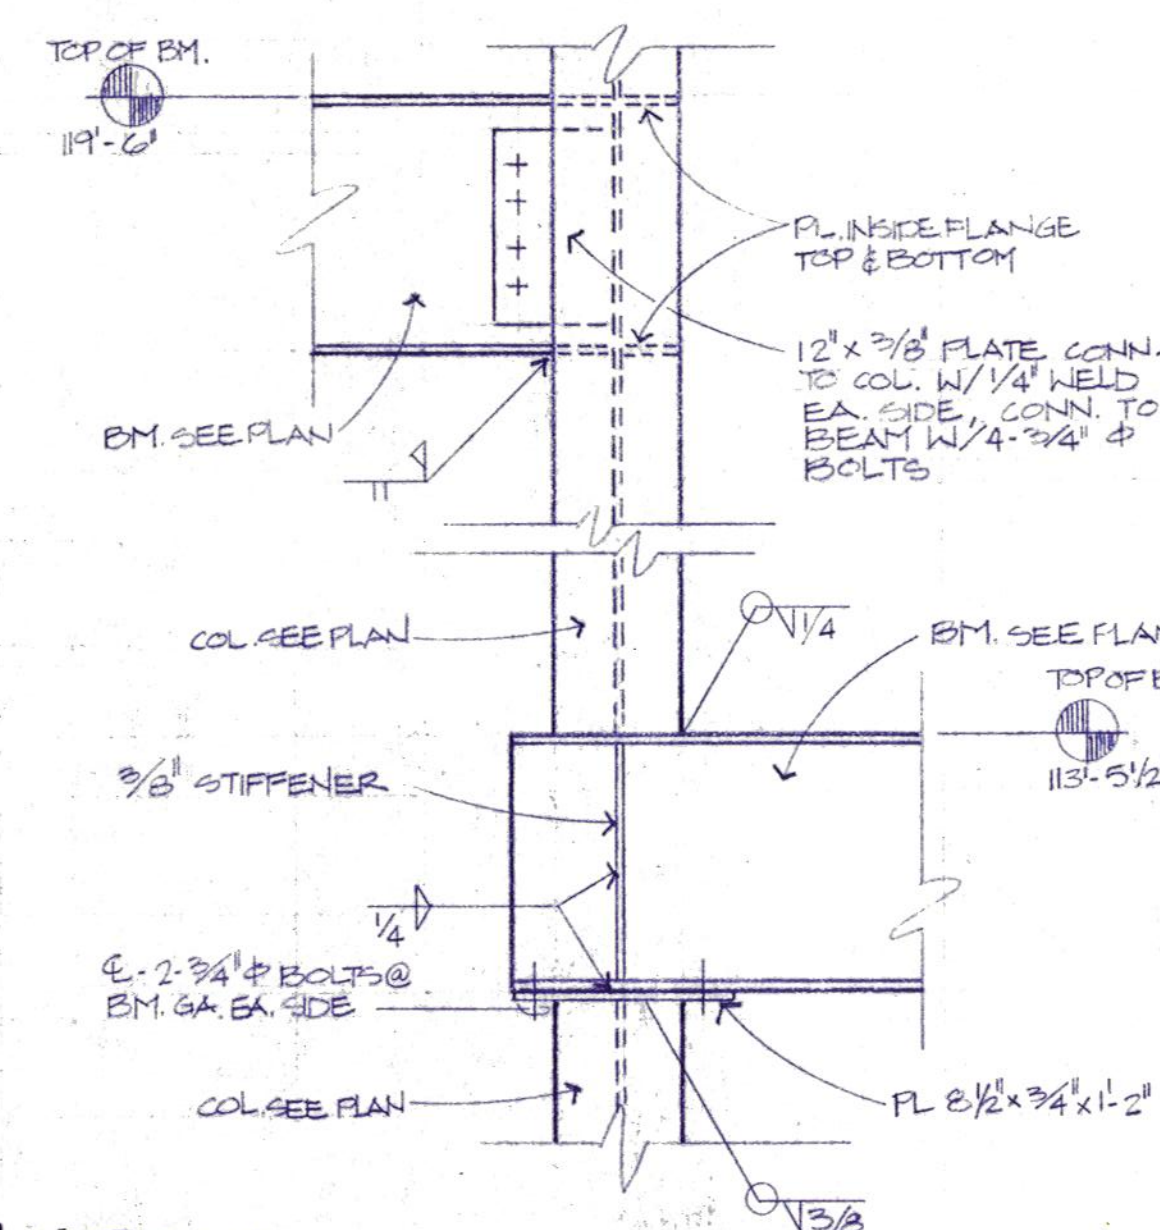 TOP OF BM.
119'-6"
PL. INSIDE FLANGE
TOP & BOTTOM
12" x 3/8" PLATE CONN.
TO COL. W/ 1/4" WELD
EA. SIDE, CONN. TO
BEAM W/4-3/4" Φ
BOLTS
BM. SEE PLAN
COL. SEE PLAN
1/4
BM. SEE PLAN
TOP OF B
113'-5 1/2
3/8" STIFFENER
1/4
℄-2-3/4" Φ BOLTS @
BM. GA. EA. SIDE
COL. SEE PLAN
PL 8 1/2" x 3/4" x 1'-2"
3/8